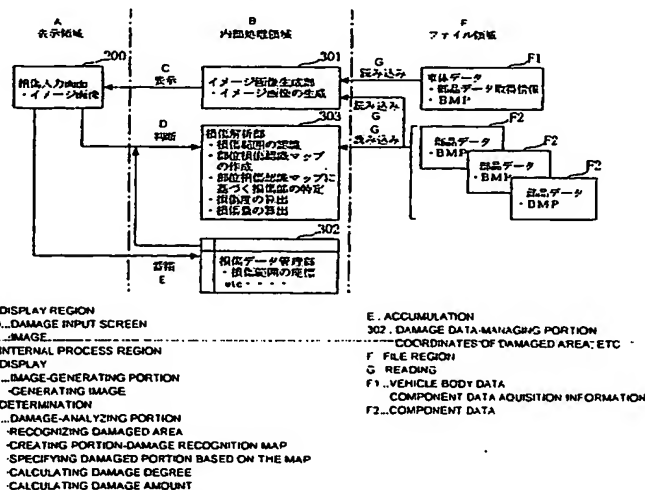 A
表示領域
B
内部処理領域
F
ファイル領域
200
損傷入力
・イメージ画像
C
表示
301
イメージ画像生成部
・イメージ画像の生成
G
読み込み
F1
車体データ
・部品データ取得情報
・BMP
D
判断
303
損傷解析部
・損傷範囲の認識
・部位損傷認識マップ
の作成
・部位損傷認識マップに
基づく損傷部の特定
・損傷度の算出
・損傷量の算出
読み込み
G
G
読み込み
F2
部品データ
・BMP
F2
部品データ
・BMP
F2
部品データ
・BMP
302
損傷データ管理部
・損傷範囲の座標
etc・・・・
蓄積
E
DISPLAY REGION
...DAMAGE INPUT SCREEN
...IMAGE
INTERNAL PROCESS REGION
DISPLAY
...IMAGE-GENERATING PORTION
-GENERATING IMAGE
DETERMINATION
...DAMAGE-ANALYZING PORTION
-RECOGNIZING DAMAGED AREA
-CREATING PORTION-DAMAGE RECOGNITION MAP
-SPECIFYING DAMAGED PORTION BASED ON THE MAP
-CALCULATING DAMAGE DEGREE
-CALCULATING DAMAGE AMOUNT
E. ACCUMULATION
302. DAMAGE DATA-MANAGING PORTION
COORDINATES OF DAMAGED AREA, ETC
F FILE REGION
G READING
F1...VEHICLE BODY DATA
COMPONENT DATA AQUISITION INFORMATION
F2...COMPONENT DATA